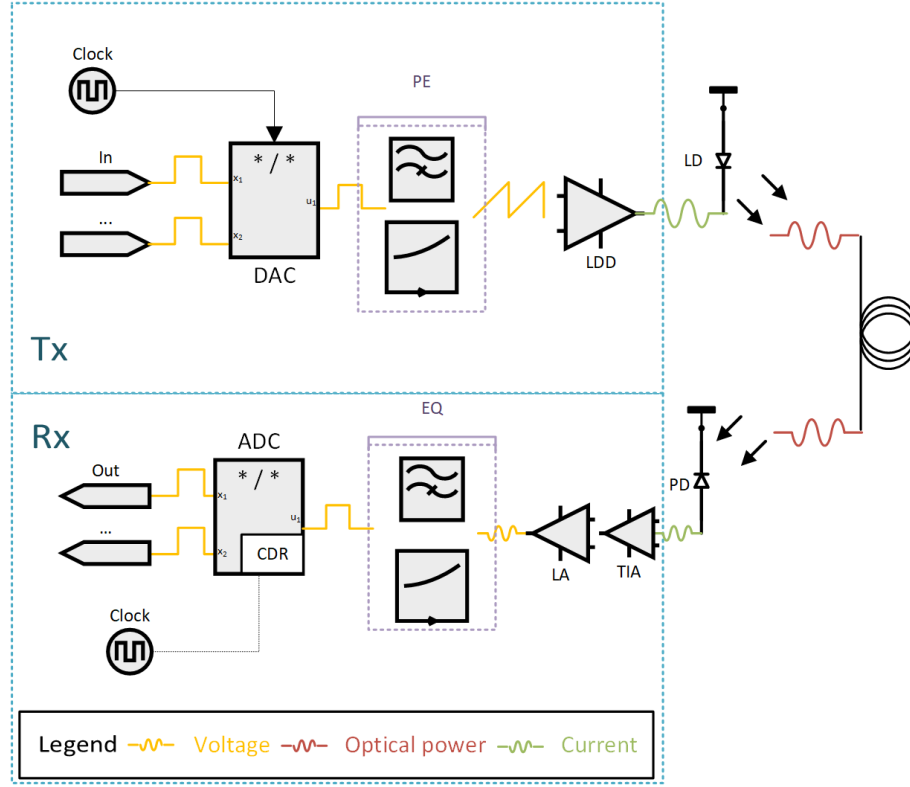 Clock
PE
In
* / *
x₁
u₁
...
x₂
DAC
LDD
LD
Tx
Rx
EQ
ADC
Out
* / *
x₁
u₁
...
x₂
CDR
LA
TIA
PD
Clock
Legend Voltage Optical power Current